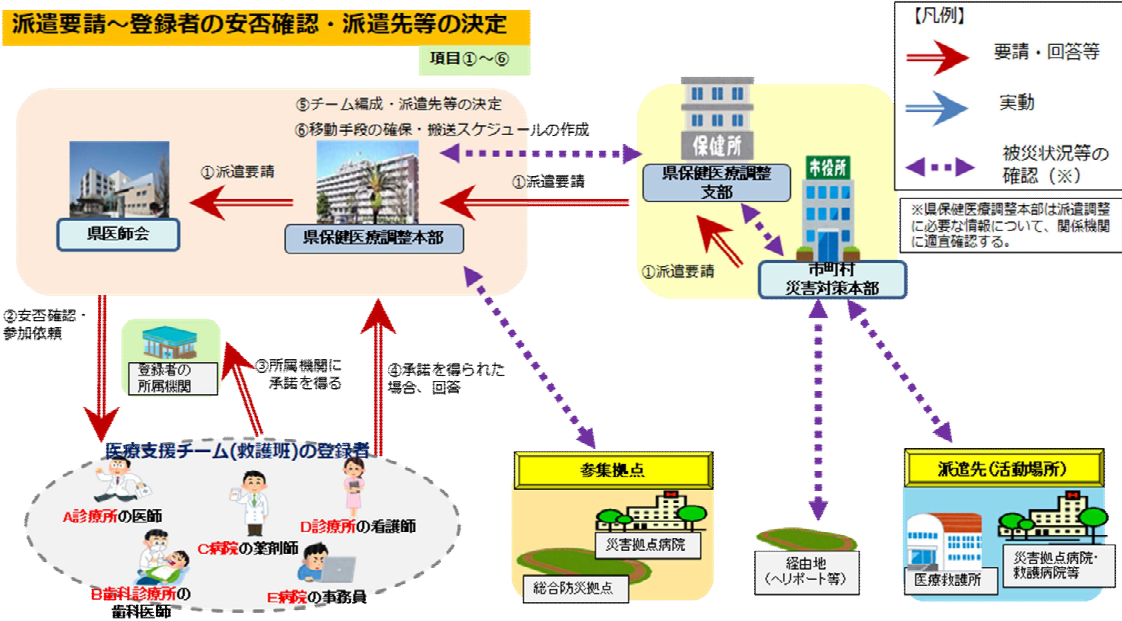 派遣要請～登録者の安否確認・派遣先等の決定
項目①～⑥
【凡例】
要請・回答等
実動
被災状況等の
確認（※）
※県保健医療調整本部は派遣調整
に必要な情報について、関係機関
に適宜確認する。
⑤チーム編成・派遣先等の決定
⑥移動手段の確保・搬送スケジュールの作成
保健所
市役所
①派遣要請
①派遣要請
県保健医療調整
支部
県医師会
県保健医療調整本部
①派遣要請
市町村
災害対策本部
②安否確認・
参加依頼
登録者の
所属機関
③所属機関に
承諾を得る
④承諾を得られた
場合、回答
医療支援チーム(救護班)の登録者
A診療所の医師
C病院の薬剤師
D診療所の看護師
B歯科診療所の
歯科医師
E病院の事務員
参集拠点
災害拠点病院
総合防災拠点
経由地
（ヘリポート等）
派遣先（活動場所）
医療救護所
災害拠点病院・
救護病院等